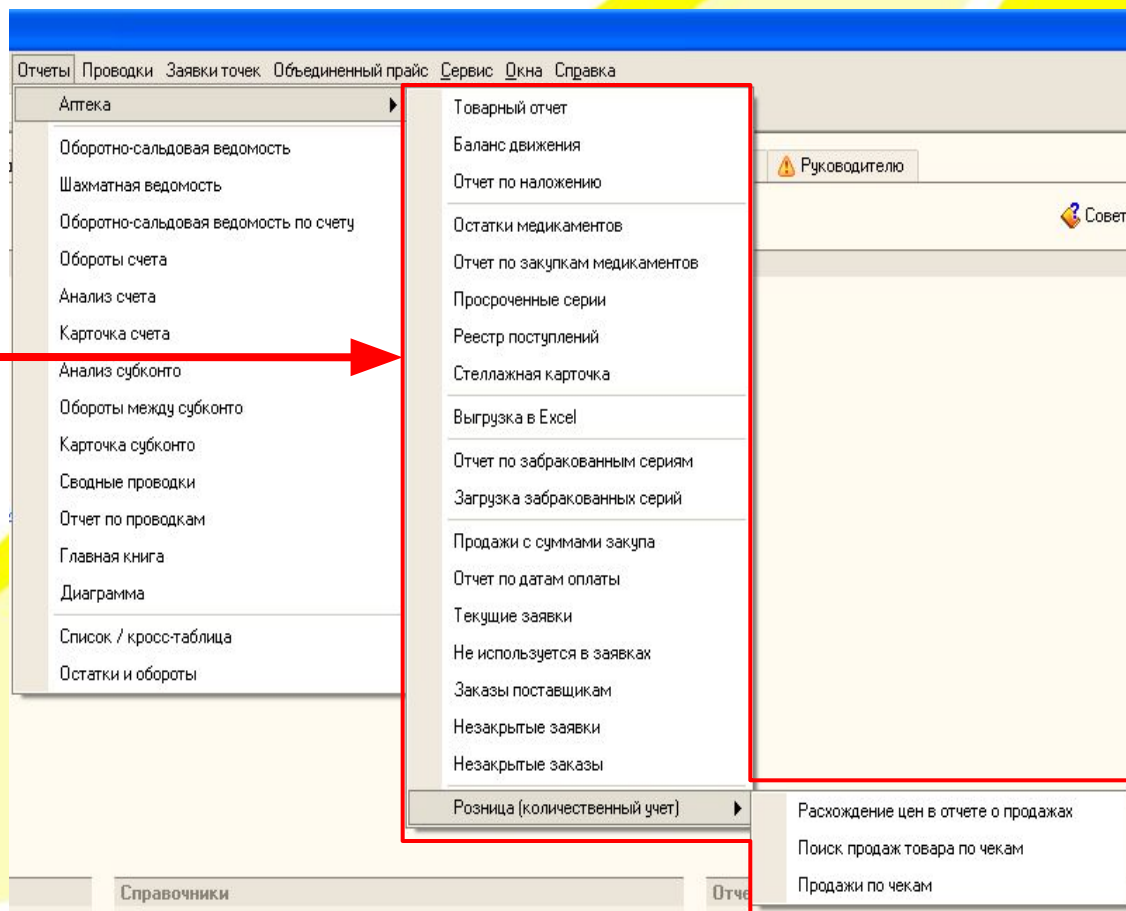 Отчеты Проводки Заявки точек Объединенный прайс Сервис Окна Справка
Аптека
Оборотно-сальдовая ведомость
Шахматная ведомость
Оборотно-сальдовая ведомость по счету
Обороты счета
Анализ счета
Карточка счета
Анализ субконто
Обороты между субконто
Карточка субконто
Сводные проводки
Отчет по проводкам
Главная книга
Диаграмма
Список / кросс-таблица
Остатки и обороты
Товарный отчет
Баланс движения
Отчет по наложению
Остатки медикаментов
Отчет по закупкам медикаментов
Просроченные серии
Реестр поступлений
Стеллажная карточка
Выгрузка в Excel
Отчет по забракованным сериям
Загрузка забракованных серий
Продажи с суммами закупа
Отчет по датам оплаты
Текущие заявки
Не используется в заявках
Заказы поставщикам
Незакрытые заявки
Незакрытые заказы
Розница (количественный учет)
Расхождение цен в отчете о продажах
Поиск продаж товара по чекам
Продажи по чекам
Руководителю
Совет
Справочники
Отче